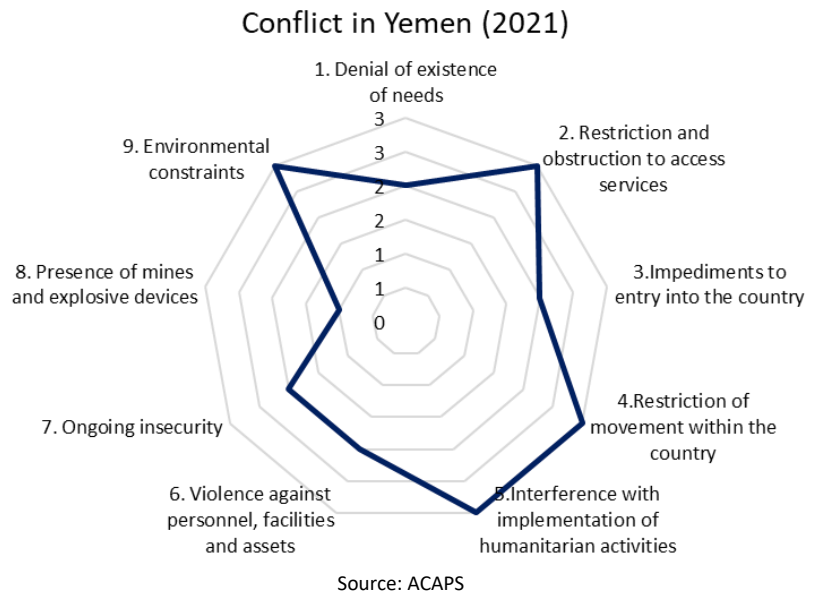 Conflict in Yemen (2021)
1. Denial of existence
of needs
2. Restriction and
obstruction to access
services
3.Impediments to
entry into the country
4.Restriction of
movement within the
country
5.Interference with
implementation of
humanitarian activities
6. Violence against
personnel, facilities
and assets
7. Ongoing insecurity
8. Presence of mines
and explosive devices
9. Environmental
constraints
3
3
2
2
1
1
0
Source: ACAPS